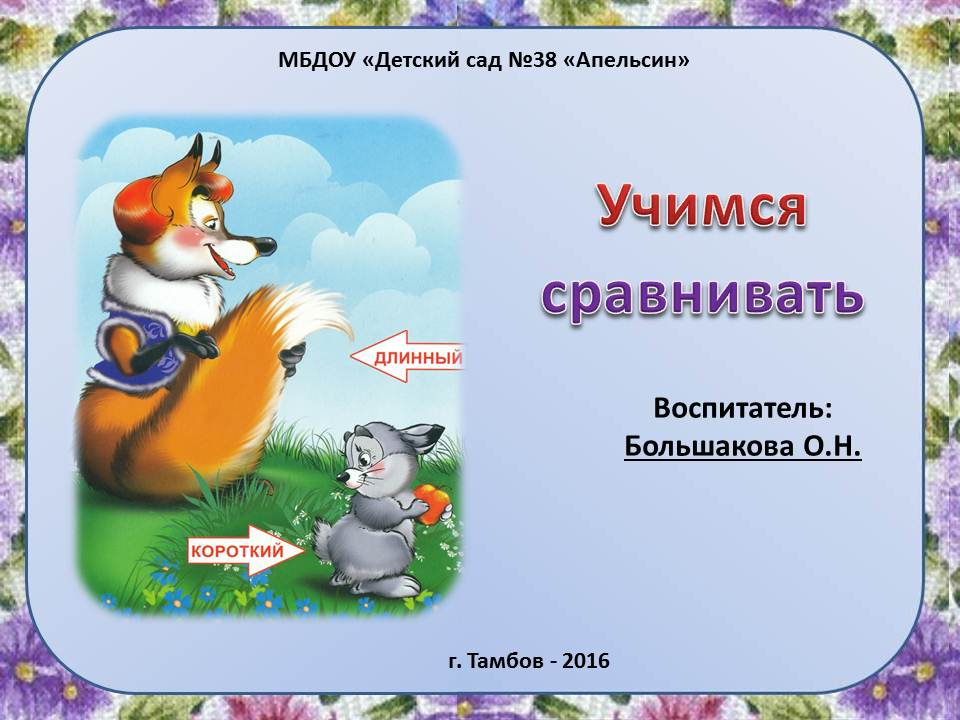 МБДОУ «Детский сад №38 «Апельсин»
Учимся
сравнивать
ДЛИННЫЙ
Воспитатель:
Большакова О.Н.
КОРОТКИЙ
г. Тамбов - 2016